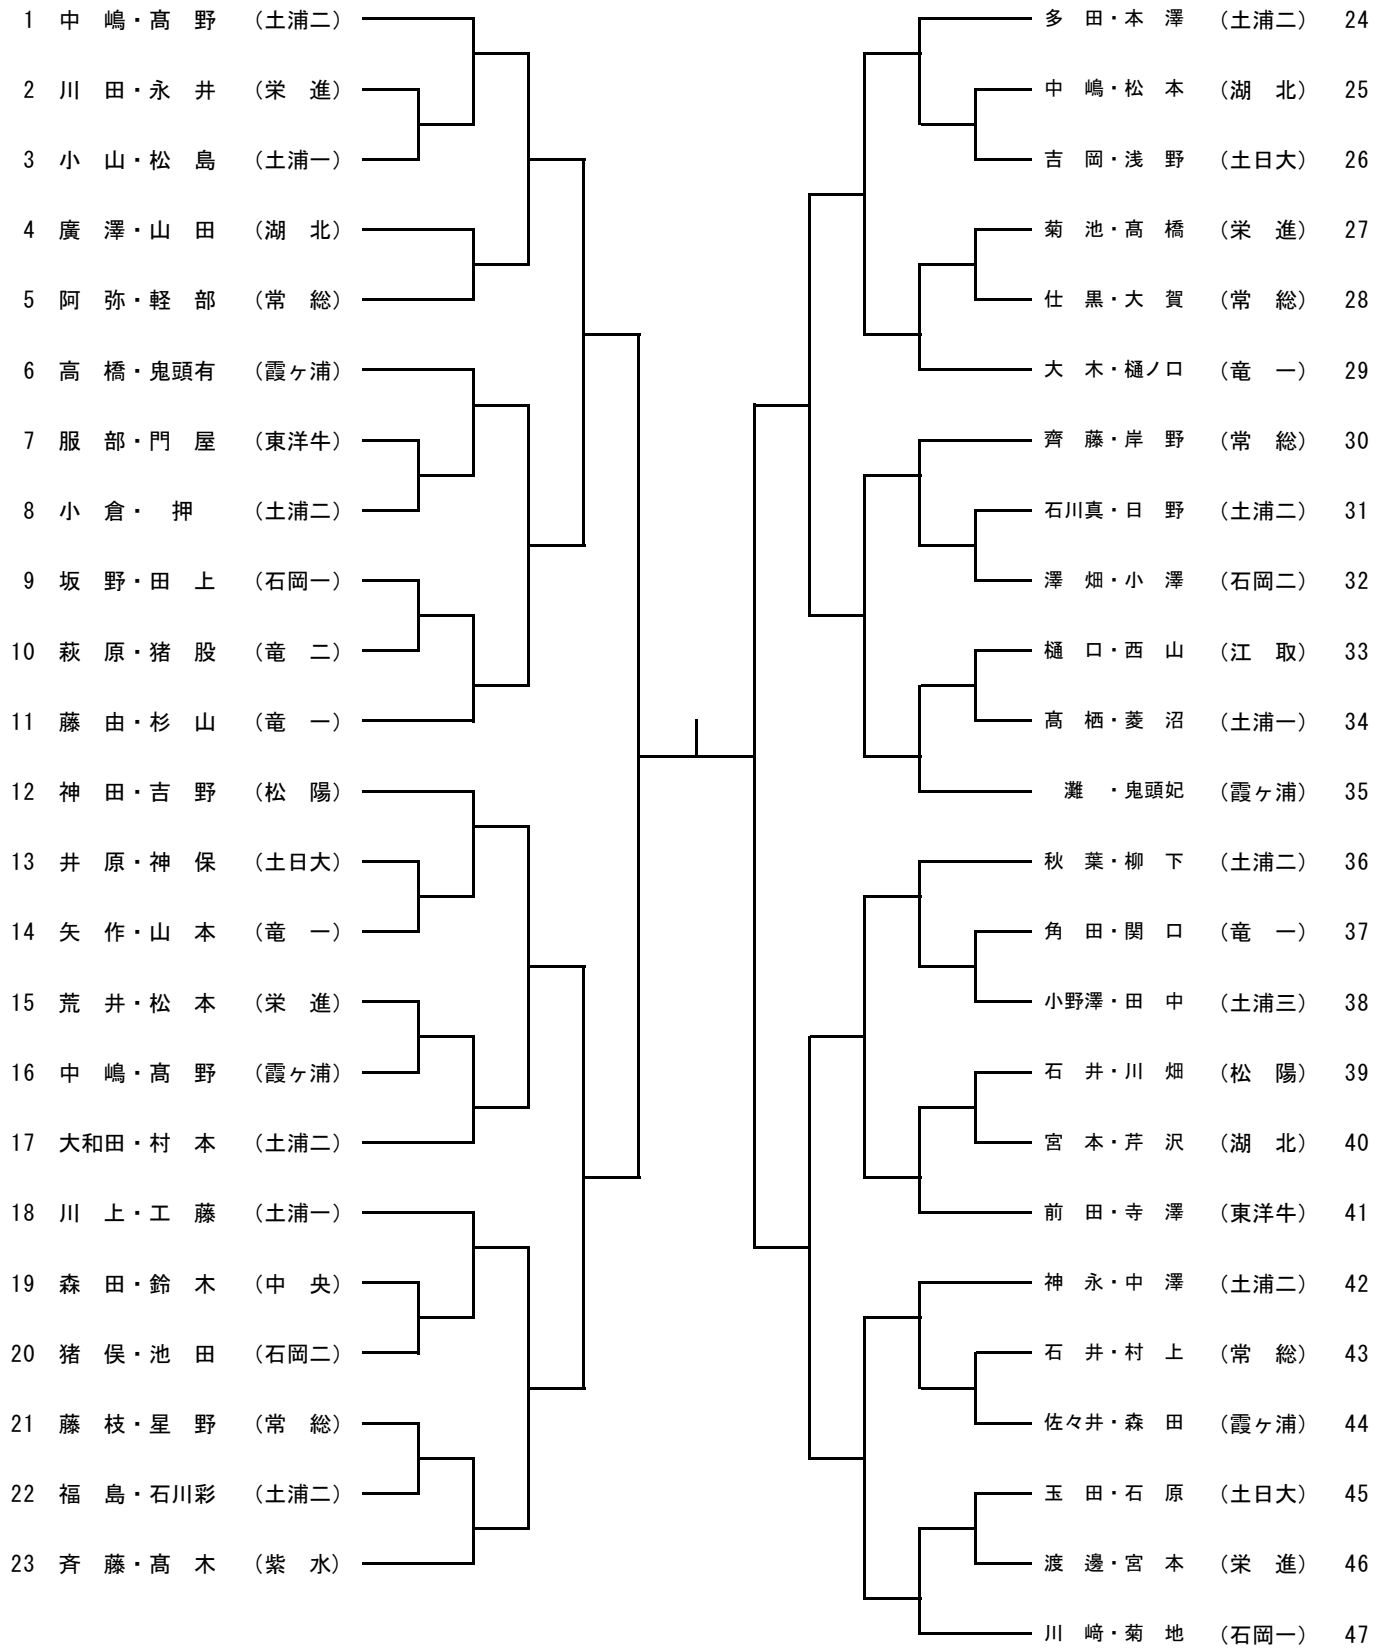 1 中 嶋・髙 野 （土浦二）
2 川 田・永 井 （栄 進）
3 小 山・松 島 （土浦一）
4 廣 澤・山 田 （湖 北）
5 阿 弥・軽 部 （常 総）
6 高 橋・鬼頭有 （霞ヶ浦）
7 服 部・門 屋 （東洋牛）
8 小 倉・ 押 （土浦二）
9 坂 野・田 上 （石岡一）
10 萩 原・猪 股 （竜 二）
11 藤 由・杉 山 （竜 一）
12 神 田・吉 野 （松 陽）
13 井 原・神 保 （土日大）
14 矢 作・山 本 （竜 一）
15 荒 井・松 本 （栄 進）
16 中 嶋・髙 野 （霞ヶ浦）
17 大和田・村 本 （土浦二）
18 川 上・工 藤 （土浦一）
19 森 田・鈴 木 （中 央）
20 猪 俣・池 田 （石岡二）
21 藤 枝・星 野 （常 総）
22 福 島・石川彩 （土浦二）
23 斉 藤・髙 木 （紫 水）
多 田・本 澤 （土浦二） 24
中 嶋・松 本 （湖 北） 25
吉 岡・浅 野 （土日大） 26
菊 池・髙 橋 （栄 進） 27
仕 黒・大 賀 （常 総） 28
大 木・樋ノ口 （竜 一） 29
齊 藤・岸 野 （常 総） 30
石川真・日 野 （土浦二） 31
澤 畑・小 澤 （石岡二） 32
樋 口・西 山 （江 取） 33
髙 栖・菱 沼 （土浦一） 34
灘 ・鬼頭妃 （霞ヶ浦） 35
秋 葉・柳 下 （土浦二） 36
角 田・関 口 （竜 一） 37
小野澤・田 中 （土浦三） 38
石 井・川 畑 （松 陽） 39
宮 本・芹 沢 （湖 北） 40
前 田・寺 澤 （東洋牛） 41
神 永・中 澤 （土浦二） 42
石 井・村 上 （常 総） 43
佐々井・森 田 （霞ヶ浦） 44
玉 田・石 原 （土日大） 45
渡 邊・宮 本 （栄 進） 46
川 﨑・菊 地 （石岡一） 47